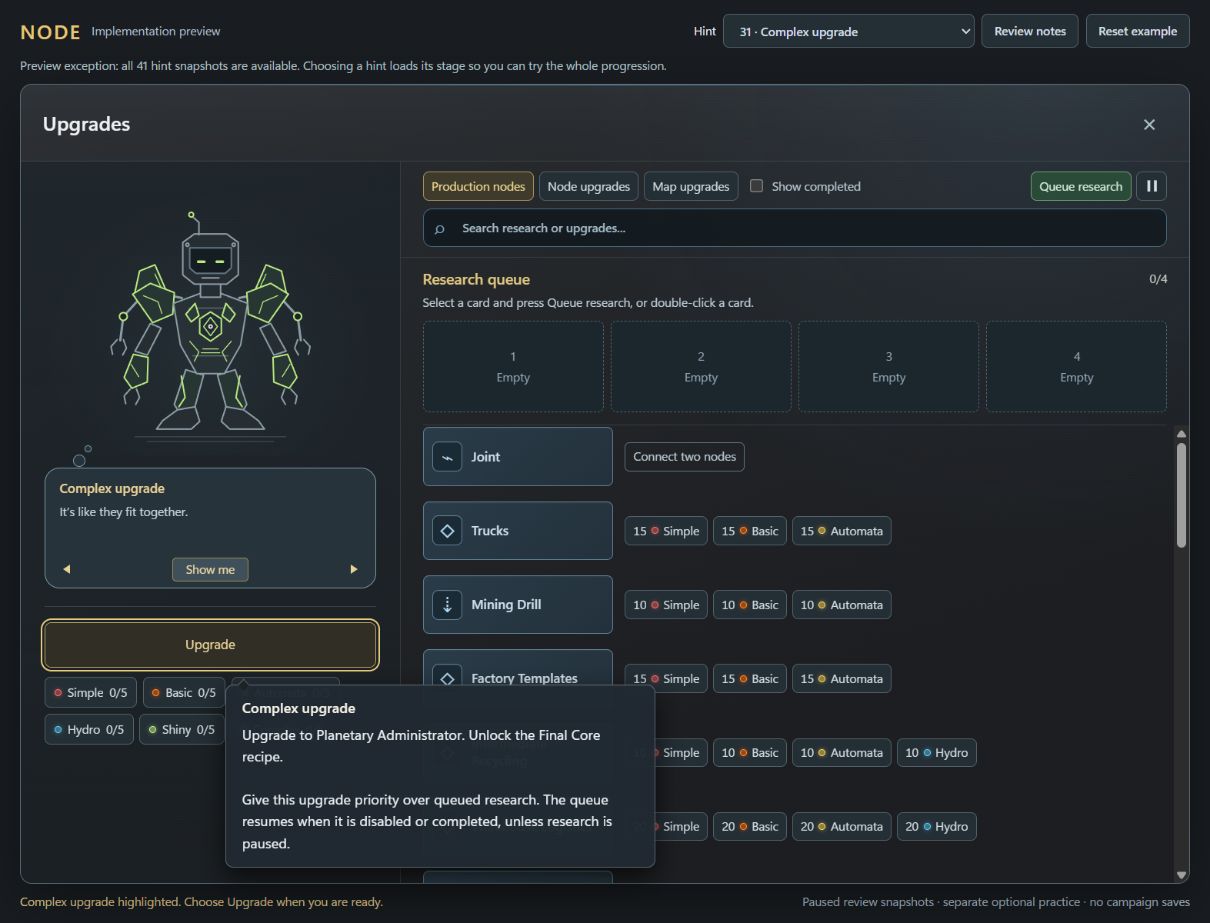 NODE Implementation preview
Hint 31 · Complex upgrade Review notes Reset example
Preview exception: all 41 hint snapshots are available. Choosing a hint loads its stage so you can try the whole progression.
Upgrades
Production nodes Node upgrades Map upgrades Show completed Queue research
Search research or upgrades...
Research queue 0/4
Select a card and press Queue research, or double-click a card.
1 2 3 4
Empty Empty Empty Empty
Joint Connect two nodes
Trucks 15 Simple 15 Basic 15 Automata
Mining Drill 10 Simple 10 Basic 10 Automata
Factory Templates 15 Simple 15 Basic 15 Automata
Recycling 10 Simple 10 Basic 10 Automata 10 Hydro
20 Simple 20 Basic 20 Automata 20 Hydro
Complex upgrade
It's like they fit together.
Show me
Upgrade
Simple 0/5 Basic 0/5 Automata 0/5
Hydro 0/5 Shiny 0/5
Complex upgrade
Upgrade to Planetary Administrator. Unlock the Final Core
recipe.
Give this upgrade priority over queued research. The queue
resumes when it is disabled or completed, unless research is
paused.
Complex upgrade highlighted. Choose Upgrade when you are ready.
Paused review snapshots · separate optional practice · no campaign saves